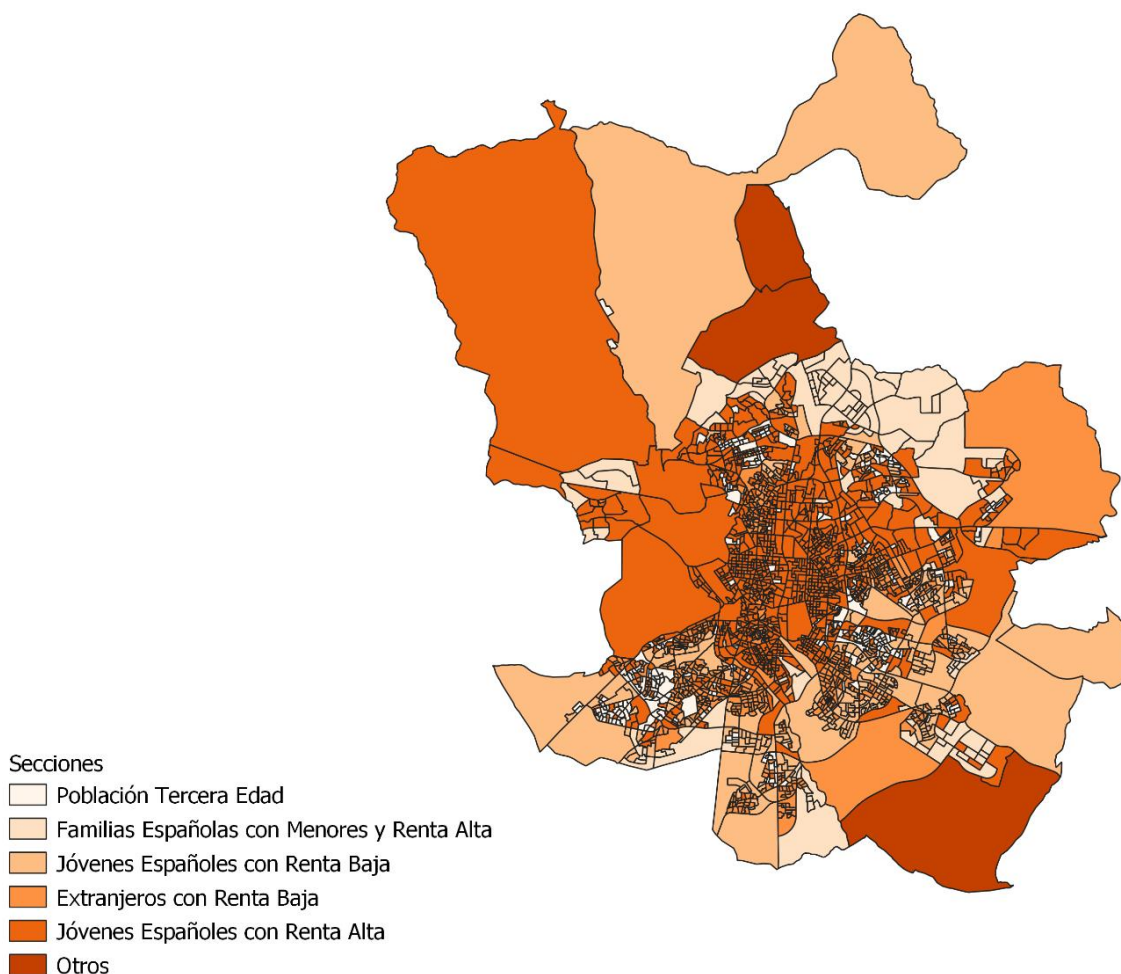 Secciones
Población Tercera Edad
Familias Españolas con Menores y Renta Alta
Jóvenes Españoles con Renta Baja
Extranjeros con Renta Baja
Jóvenes Españoles con Renta Alta
Otros